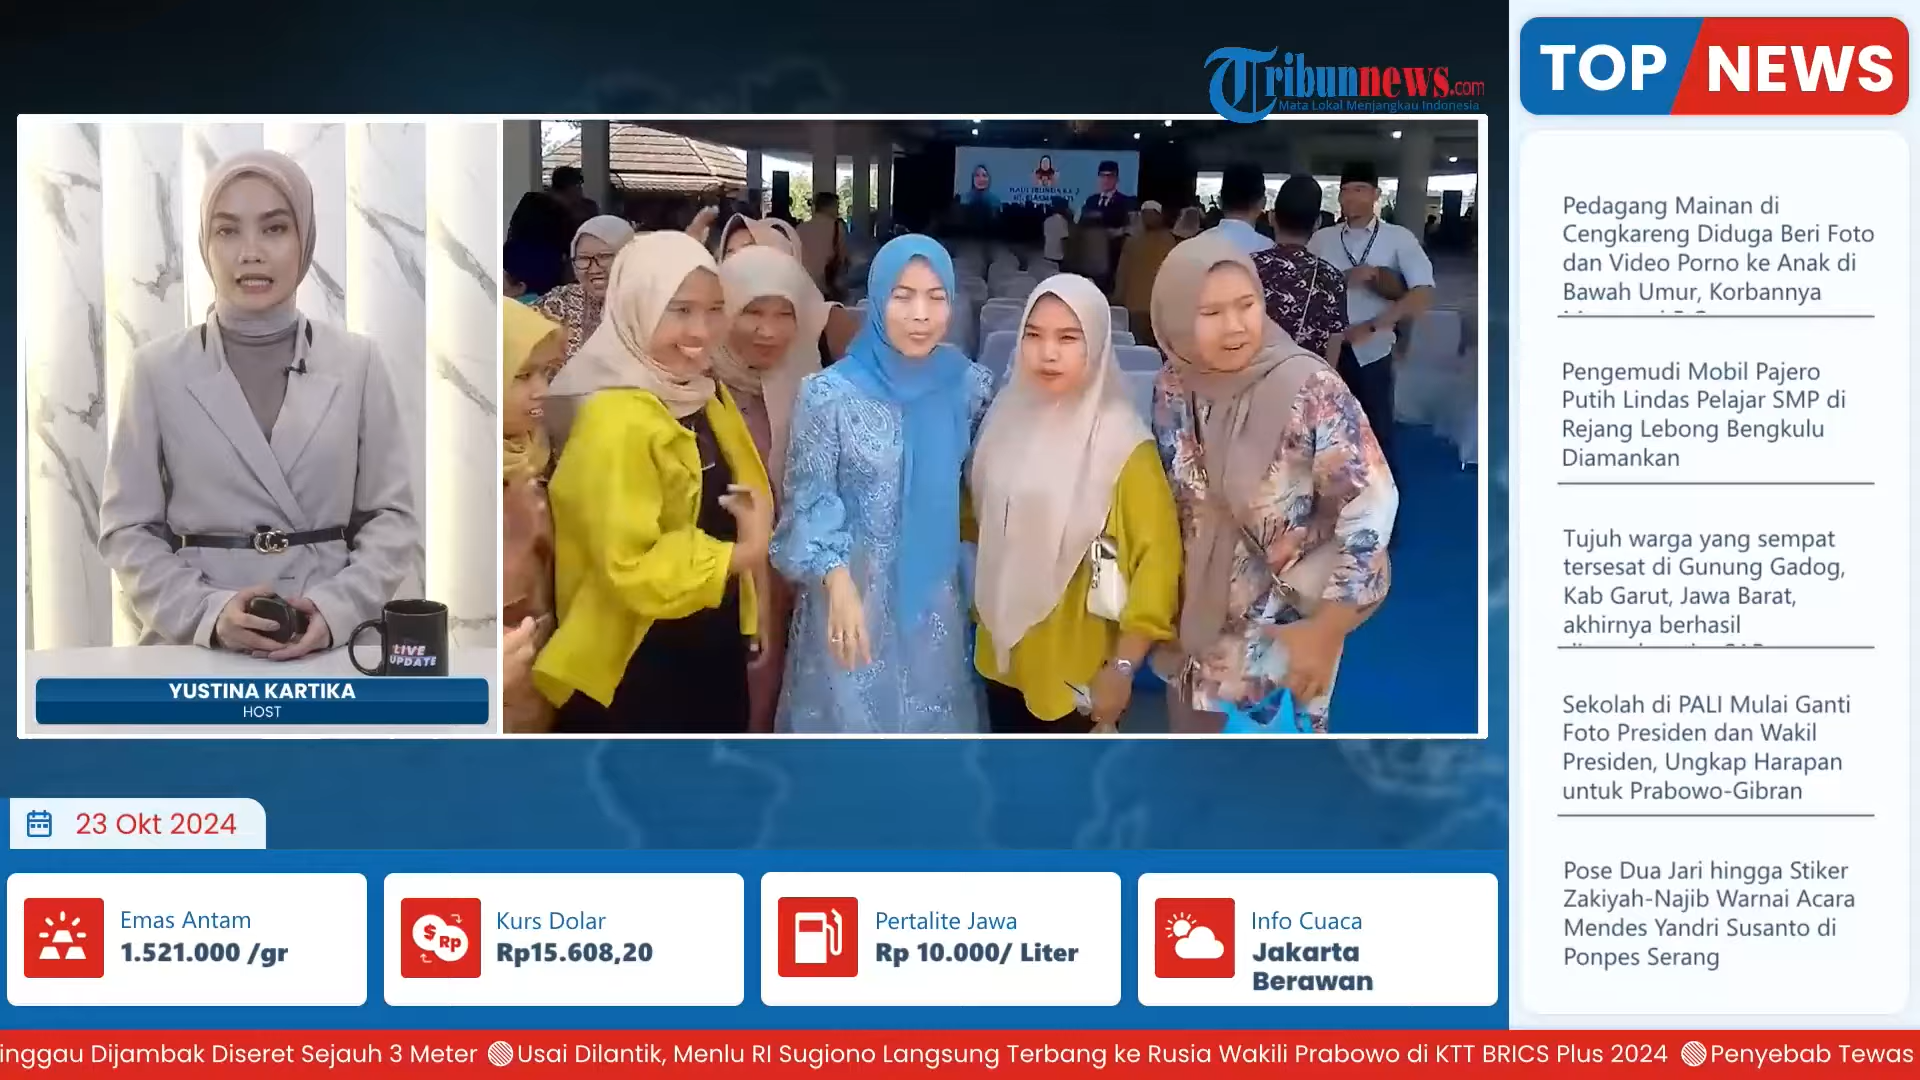 Tribunnews.com
Mata Lokal Menjangkau Indonesia
TOP NEWS
HAUL IBUNDA KE 2
LIVE
UPDATE
YUSTINA KARTIKA
HOST
Pedagang Mainan di
Cengkareng Diduga Beri Foto
dan Video Porno ke Anak di
Bawah Umur, Korbannya
Pengemudi Mobil Pajero
Putih Lindas Pelajar SMP di
Rejang Lebong Bengkulu
Diamankan
Tujuh warga yang sempat
tersesat di Gunung Gadog,
Kab Garut, Jawa Barat,
akhirnya berhasil
Sekolah di PALI Mulai Ganti
Foto Presiden dan Wakil
Presiden, Ungkap Harapan
untuk Prabowo-Gibran
Pose Dua Jari hingga Stiker
Zakiyah-Najib Warnai Acara
Mendes Yandri Susanto di
Ponpes Serang
23 Okt 2024
Emas Antam
1.521.000 /gr
Kurs Dolar
Rp15.608,20
Pertalite Jawa
Rp 10.000/ Liter
Info Cuaca
Jakarta
Berawan
inggau Dijambak Diseret Sejauh 3 Meter Usai Dilantik, Menlu RI Sugiono Langsung Terbang ke Rusia Wakili Prabowo di KTT BRICS Plus 2024 Penyebab Tewas